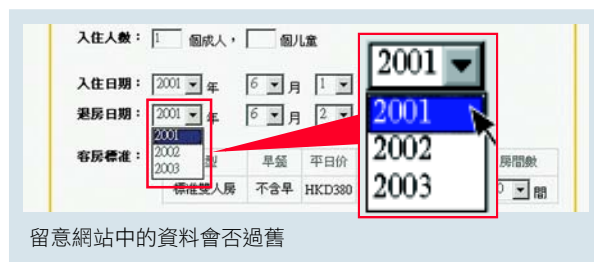 入住人數： 1 個成人， 個儿童
入住日期： 2001 年 6 月 1
退房日期： 2001 年 6 月 2
2001
2002
2003
2001
2001
2002
2003
客房標准： 型 早餐 平日价 房間數
標准雙人房 不含早 HKD380 0 間
留意網站中的資料會否過舊